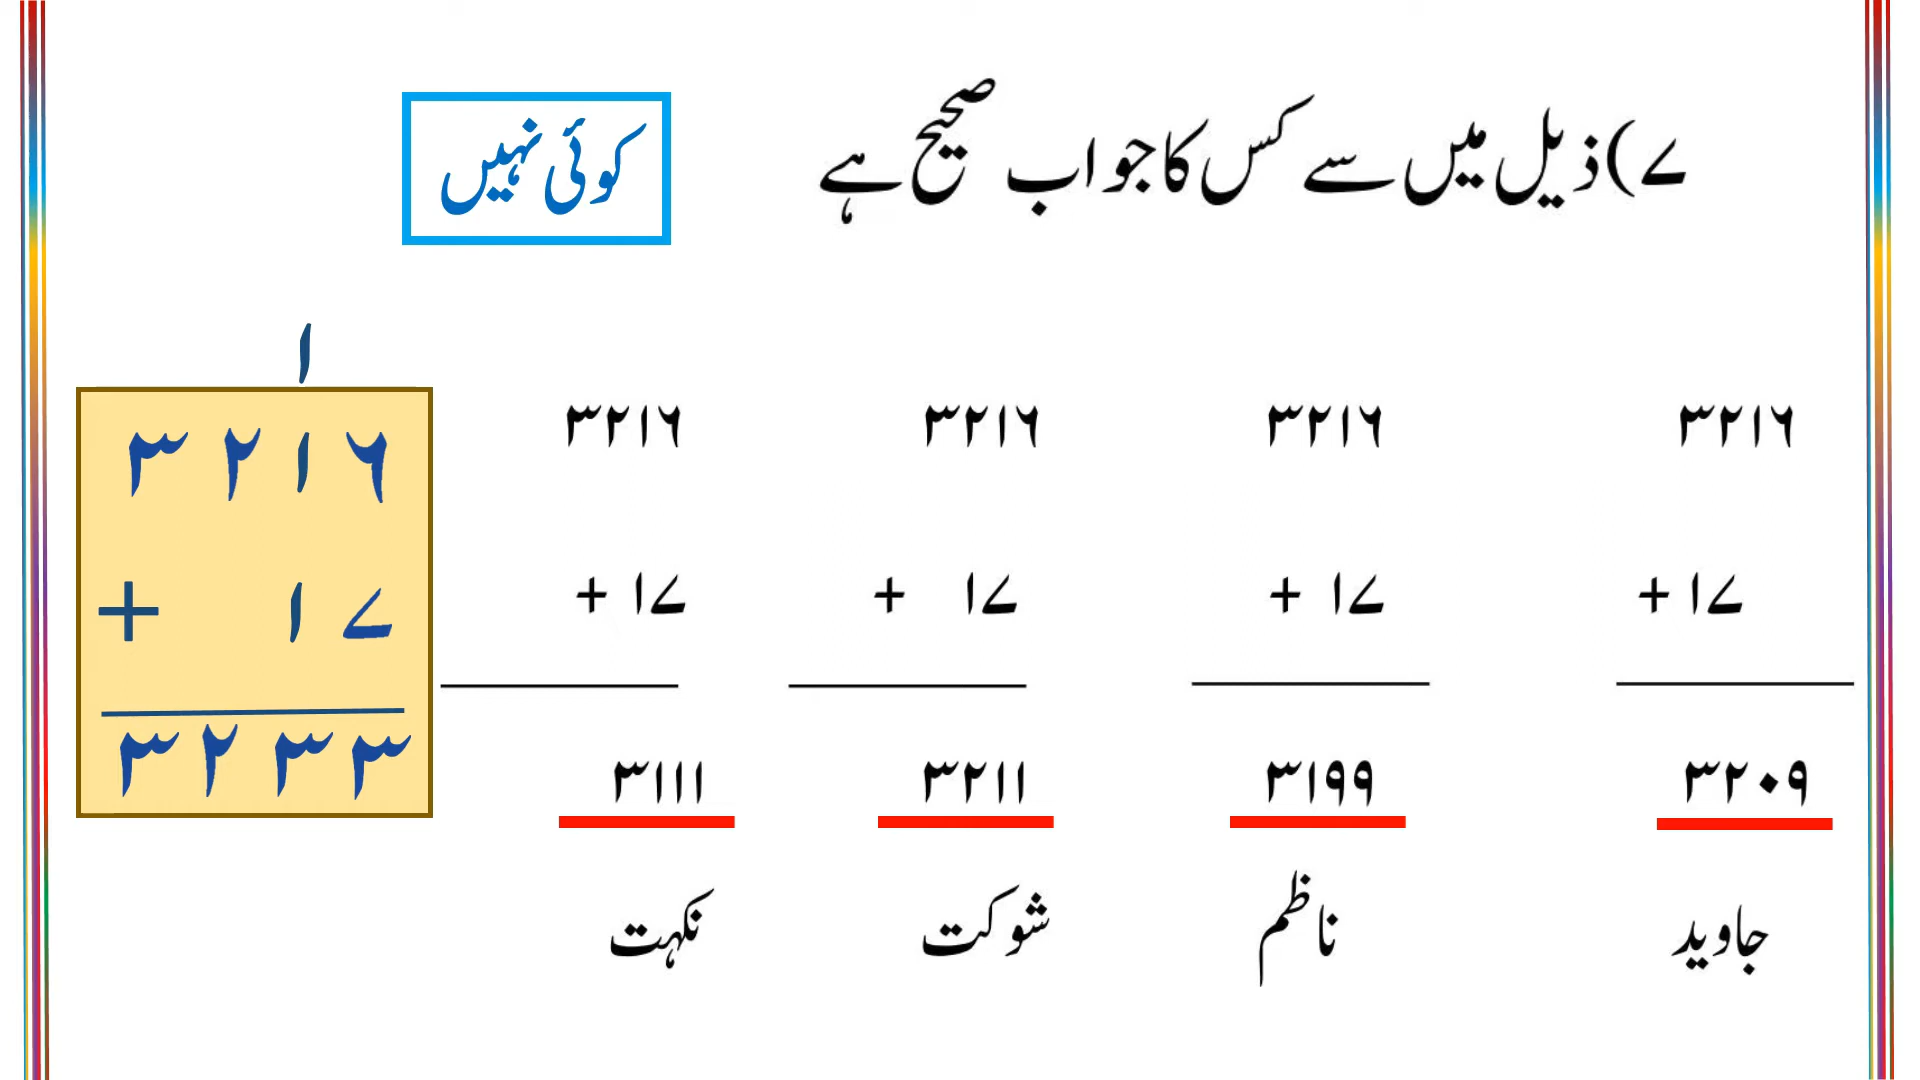 ۷) ذیل میں سے کس کا جواب صحیح ہے
کوئی نہیں
۱
۳۲۱۶ ۳۲۱۶ ۳۲۱۶ ۳۲۱۶ ۳۲۱۶
+ ۱۷ + ۱۷ + ۱۷ + ۱۷ + ۱۷
۳۲۳۳ ۳۱۱۱ ۳۲۱۱ ۳۱۹۹ ۳۲۰۹
جاوید ناظم شوکت نکہت